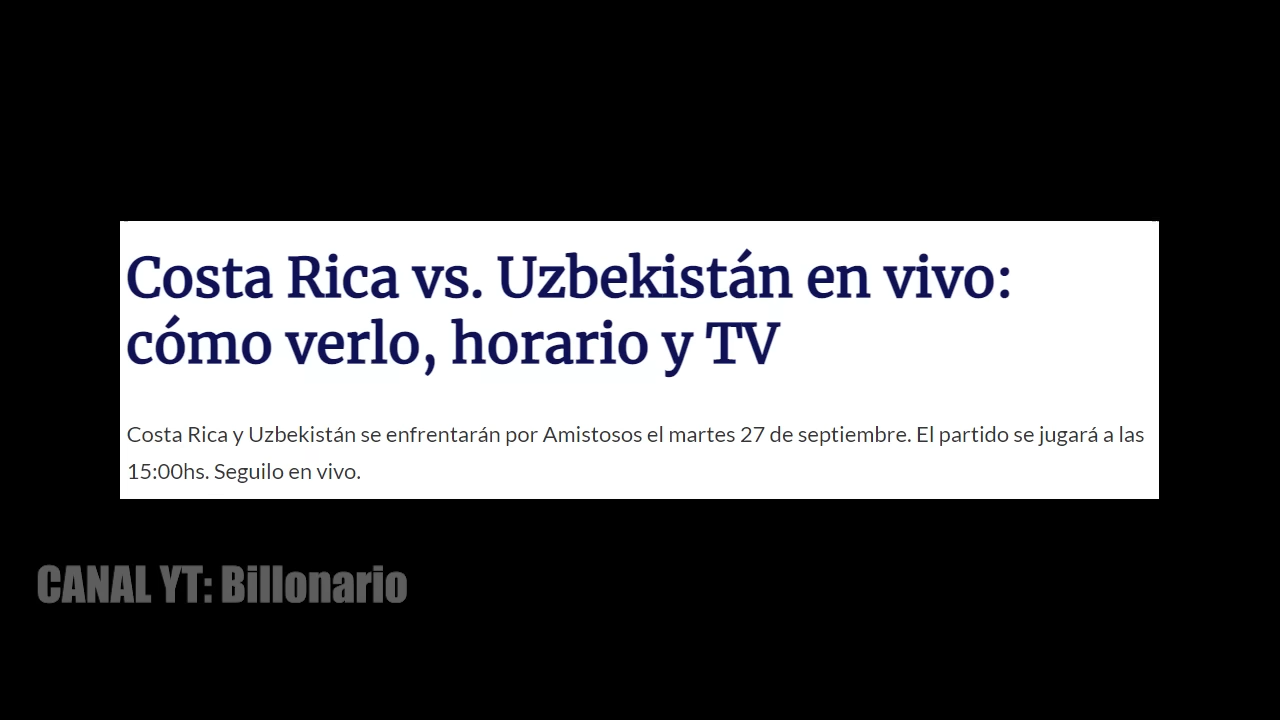 Costa Rica vs. Uzbekistán en vivo:
cómo verlo, horario y TV
Costa Rica y Uzbekistán se enfrentarán por Amistosos el martes 27 de septiembre. El partido se jugará a las
15:00hs. Seguilo en vivo.
CANAL YT: Billonario